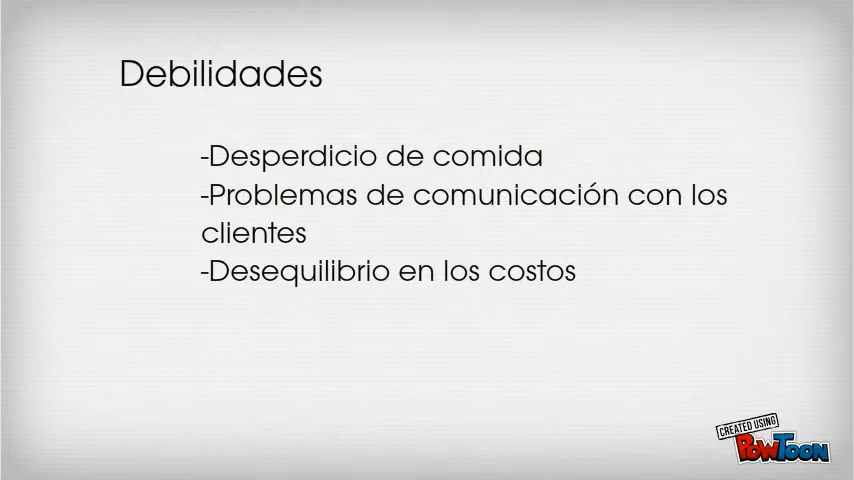 Debilidades
-Desperdicio de comida
-Problemas de comunicación con los
clientes
-Desequilibrio en los costos
CREATED USING
POWTOON